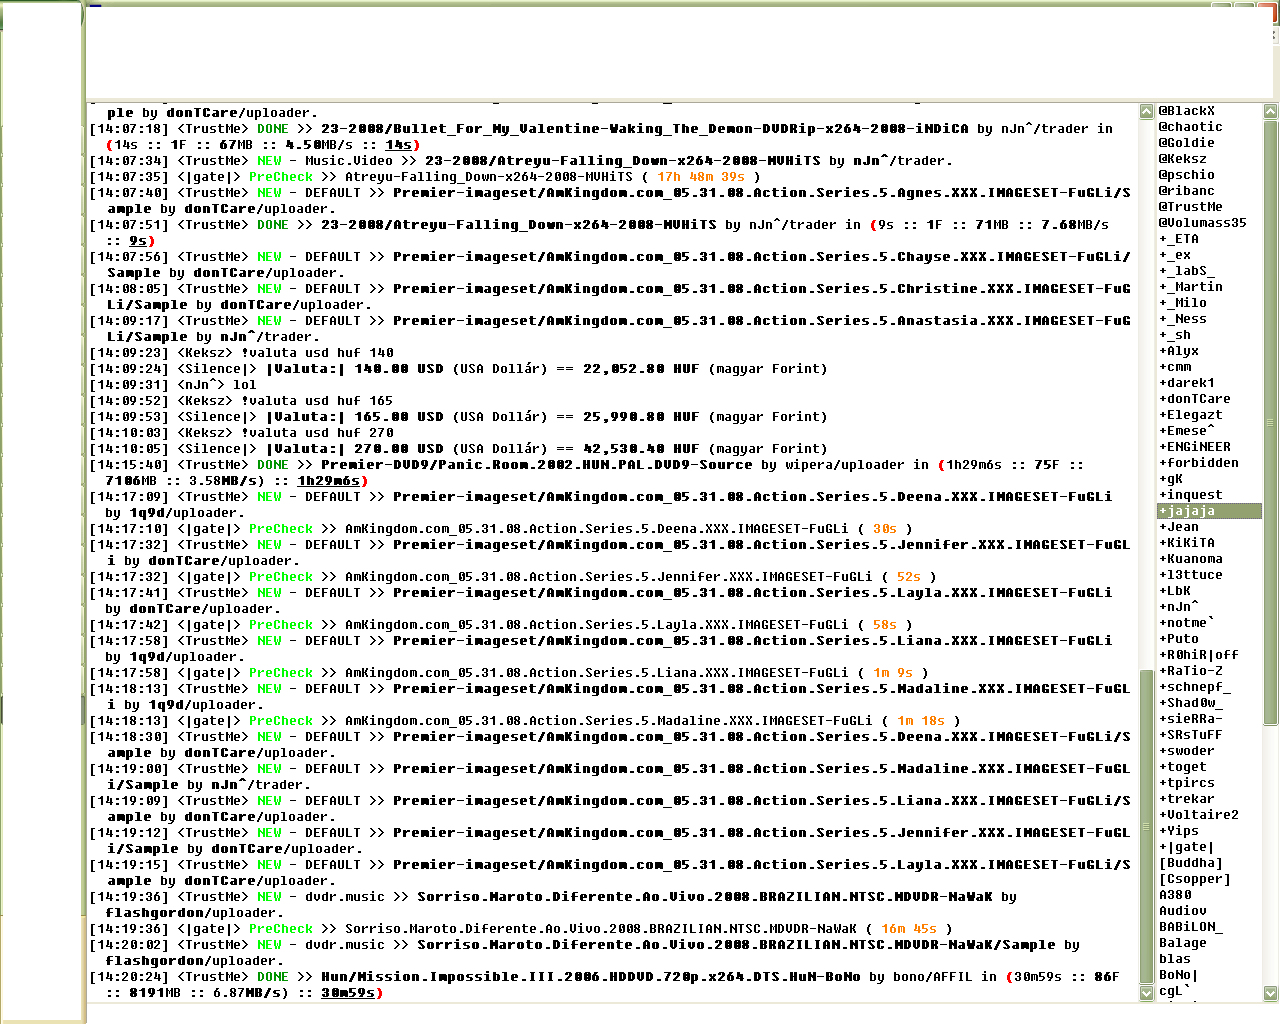 ple by donTCare/uploader.
[14:07:18] <TrustMe> DONE >> 23-2008/Bullet_For_My_Valentine-Waking_The_Demon-DVDRip-x264-2008-iNDiCA by nJn^/trader in
(14s :: 1F :: 67MB :: 4.50MB/s :: 14s)
[14:07:34] <TrustMe> NEW - Music.Video >> 23-2008/Atreyu-Falling_Down-x264-2008-MVHiTS by nJn^/trader.
[14:07:35] <|gate|> PreCheck >> Atreyu-Falling_Down-x264-2008-MVHiTS ( 17h 48m 39s )
[14:07:40] <TrustMe> NEW - DEFAULT >> Premier-imageset/AmKingdom.com_05.31.08.Action.Series.5.Agnes.XXX.IMAGESET-FuGLi/S
ample by donTCare/uploader.
[14:07:51] <TrustMe> DONE >> 23-2008/Atreyu-Falling_Down-x264-2008-MVHiTS by nJn^/trader in (9s :: 1F :: 71MB :: 7.68MB/s
:: 9s)
[14:07:56] <TrustMe> NEW - DEFAULT >> Premier-imageset/AmKingdom.com_05.31.08.Action.Series.5.Chayse.XXX.IMAGESET-FuGLi/
Sample by donTCare/uploader.
[14:08:05] <TrustMe> NEW - DEFAULT >> Premier-imageset/AmKingdom.com_05.31.08.Action.Series.5.Christine.XXX.IMAGESET-FuG
Li/Sample by donTCare/uploader.
[14:09:17] <TrustMe> NEW - DEFAULT >> Premier-imageset/AmKingdom.com_05.31.08.Action.Series.5.Anastasia.XXX.IMAGESET-FuG
Li/Sample by nJn^/trader.
[14:09:23] <Keksz> !valuta usd huf 140
[14:09:24] <Silence|> |Valuta:| 140.00 USD (USA Dollár) == 22,052.80 HUF (magyar Forint)
[14:09:31] <nJn^> lol
[14:09:52] <Keksz> !valuta usd huf 165
[14:09:53] <Silence|> |Valuta:| 165.00 USD (USA Dollár) == 25,990.80 HUF (magyar Forint)
[14:10:03] <Keksz> !valuta usd huf 270
[14:10:05] <Silence|> |Valuta:| 270.00 USD (USA Dollár) == 42,530.40 HUF (magyar Forint)
[14:15:40] <TrustMe> DONE >> Premier-DVD9/Panic.Room.2002.HUN.PAL.DVD9-Source by wipera/uploader in (1h29m6s :: 75F ::
7106MB :: 3.58MB/s) :: 1h29m6s)
[14:17:09] <TrustMe> NEW - DEFAULT >> Premier-imageset/AmKingdom.com_05.31.08.Action.Series.5.Deena.XXX.IMAGESET-FuGLi
by 1q9d/uploader.
[14:17:10] <|gate|> PreCheck >> AmKingdom.com_05.31.08.Action.Series.5.Deena.XXX.IMAGESET-FuGLi ( 30s )
[14:17:32] <TrustMe> NEW - DEFAULT >> Premier-imageset/AmKingdom.com_05.31.08.Action.Series.5.Jennifer.XXX.IMAGESET-FuGL
i by donTCare/uploader.
[14:17:32] <|gate|> PreCheck >> AmKingdom.com_05.31.08.Action.Series.5.Jennifer.XXX.IMAGESET-FuGLi ( 52s )
[14:17:41] <TrustMe> NEW - DEFAULT >> Premier-imageset/AmKingdom.com_05.31.08.Action.Series.5.Layla.XXX.IMAGESET-FuGLi
by donTCare/uploader.
[14:17:42] <|gate|> PreCheck >> AmKingdom.com_05.31.08.Action.Series.5.Layla.XXX.IMAGESET-FuGLi ( 58s )
[14:17:58] <TrustMe> NEW - DEFAULT >> Premier-imageset/AmKingdom.com_05.31.08.Action.Series.5.Liana.XXX.IMAGESET-FuGLi
by 1q9d/uploader.
[14:17:58] <|gate|> PreCheck >> AmKingdom.com_05.31.08.Action.Series.5.Liana.XXX.IMAGESET-FuGLi ( 1m 9s )
[14:18:13] <TrustMe> NEW - DEFAULT >> Premier-imageset/AmKingdom.com_05.31.08.Action.Series.5.Madaline.XXX.IMAGESET-FuGL
i by 1q9d/uploader.
[14:18:13] <|gate|> PreCheck >> AmKingdom.com_05.31.08.Action.Series.5.Madaline.XXX.IMAGESET-FuGLi ( 1m 18s )
[14:18:30] <TrustMe> NEW - DEFAULT >> Premier-imageset/AmKingdom.com_05.31.08.Action.Series.5.Deena.XXX.IMAGESET-FuGLi/S
ample by donTCare/uploader.
[14:19:00] <TrustMe> NEW - DEFAULT >> Premier-imageset/AmKingdom.com_05.31.08.Action.Series.5.Madaline.XXX.IMAGESET-FuGL
i/Sample by nJn^/trader.
[14:19:09] <TrustMe> NEW - DEFAULT >> Premier-imageset/AmKingdom.com_05.31.08.Action.Series.5.Liana.XXX.IMAGESET-FuGLi/S
ample by donTCare/uploader.
[14:19:12] <TrustMe> NEW - DEFAULT >> Premier-imageset/AmKingdom.com_05.31.08.Action.Series.5.Jennifer.XXX.IMAGESET-FuGL
i/Sample by donTCare/uploader.
[14:19:15] <TrustMe> NEW - DEFAULT >> Premier-imageset/AmKingdom.com_05.31.08.Action.Series.5.Layla.XXX.IMAGESET-FuGLi/S
ample by donTCare/uploader.
[14:19:36] <TrustMe> NEW - dvdr.music >> Sorriso.Maroto.Diferente.Ao.Vivo.2008.BRAZILIAN.NTSC.MDVDR-NaWaK by
flashgordon/uploader.
[14:19:36] <|gate|> PreCheck >> Sorriso.Maroto.Diferente.Ao.Vivo.2008.BRAZILIAN.NTSC.MDVDR-NaWaK ( 16m 45s )
[14:20:02] <TrustMe> NEW - dvdr.music >> Sorriso.Maroto.Diferente.Ao.Vivo.2008.BRAZILIAN.NTSC.MDVDR-NaWaK/Sample by
flashgordon/uploader.
[14:20:24] <TrustMe> DONE >> Hun/Mission.Impossible.III.2006.HDDVD.720p.x264.DTS.HuN-BoNo by bono/AFFIL in (30m59s :: 86F
:: 8191MB :: 6.87MB/s) :: 30m59s)
@BlackX
@chaotic
@Goldie
@Keksz
@pschio
@ribanc
@TrustMe
@Volumass35
+_ETA
+_ex
+_labS_
+_Martin
+_Milo
+_Ness
+_sh
+Alyx
+cmm
+darek1
+donTCare
+Elegazt
+Emese^
+ENGiNEER
+forbidden
+gK
+inquest
+jajaja
+Jean
+KiKiTA
+Kuanoma
+l3ttuce
+LbK
+nJn^
+notme`
+Puto
+R0hiR|off
+RaTio-Z
+schnepf_
+Shad0w_
+sieRRa-
+SRsTuFF
+swoder
+toget
+tpircs
+trekar
+Voltaire2
+Yips
+|gate|
[Buddha]
[Csopper]
A380
Audiov
BABiLON_
Balage
blas
BoNo|
cgL`